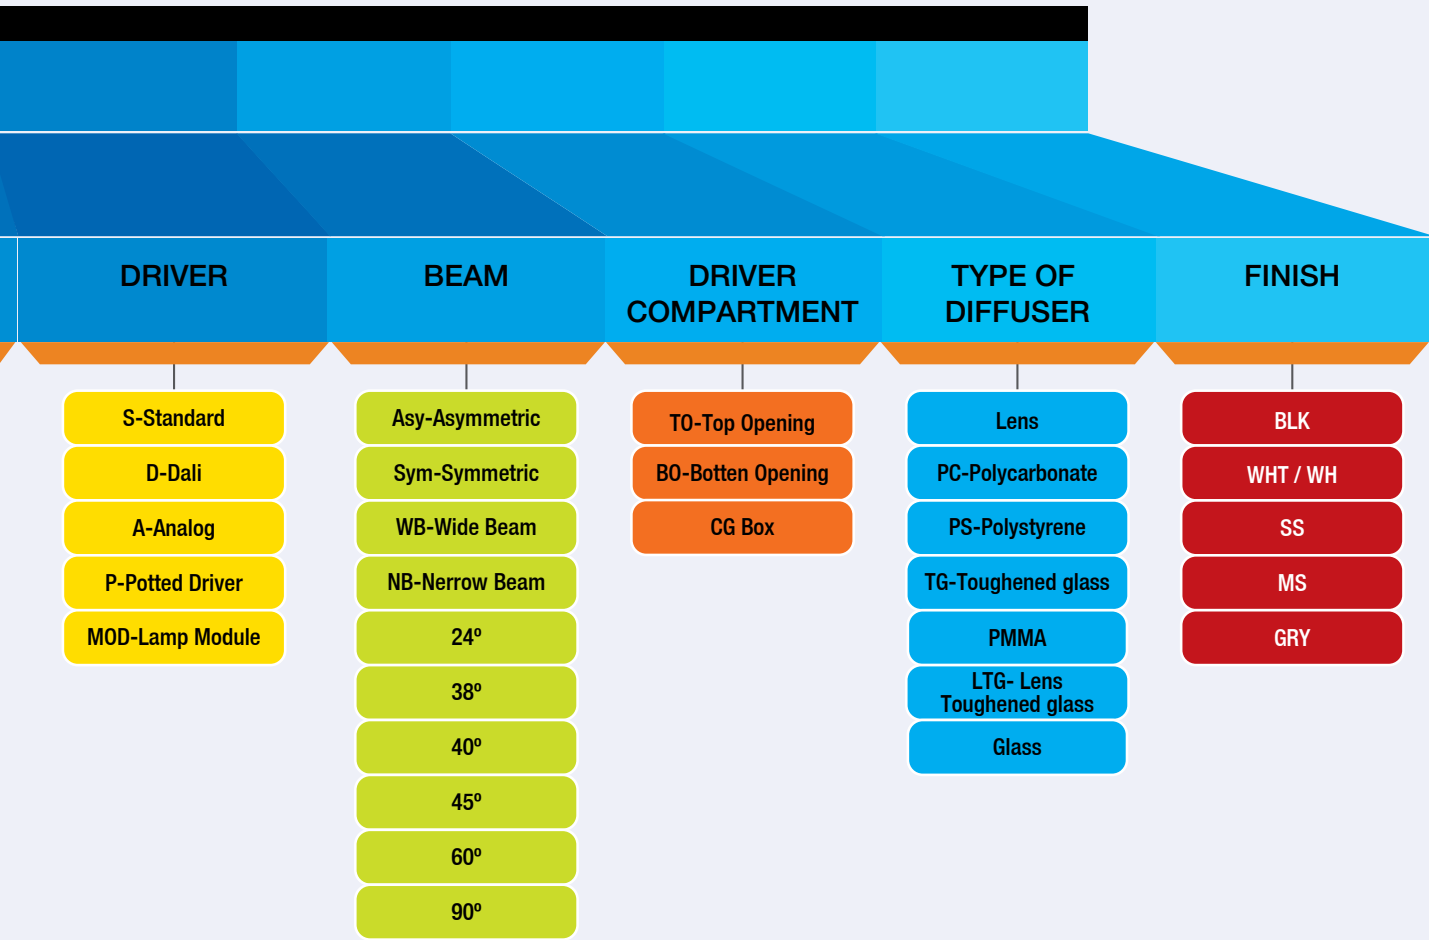 DRIVER
S-Standard
D-Dali
A-Analog
P-Potted Driver
MOD-Lamp Module
BEAM
Asy-Asymmetric
Sym-Symmetric
WB-Wide Beam
NB-Nerrow Beam
24º
38º
40º
45º
60º
90º
DRIVER
COMPARTMENT
TO-Top Opening
BO-Botten Opening
CG Box
TYPE OF
DIFFUSER
Lens
PC-Polycarbonate
PS-Polystyrene
TG-Toughened glass
PMMA
LTG- Lens
Toughened glass
Glass
FINISH
BLK
WHT / WH
SS
MS
GRY